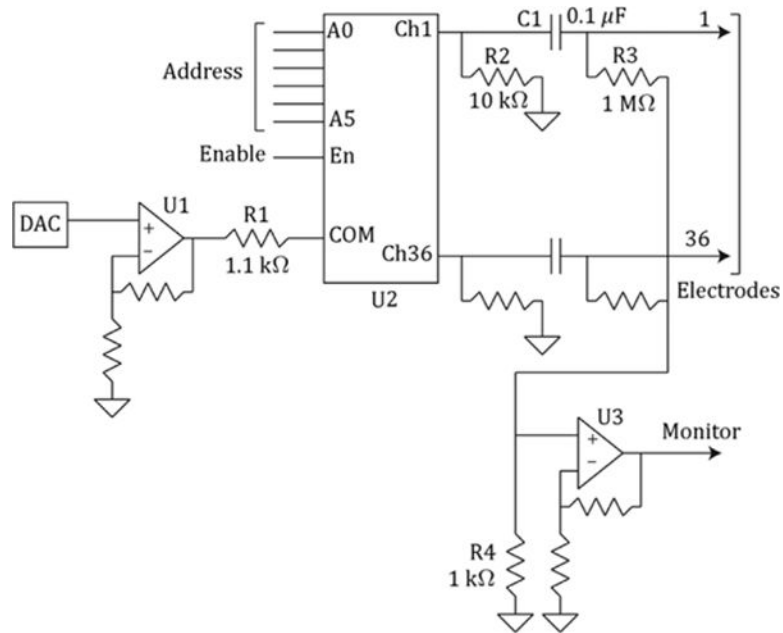 A0
Ch1
C1
0.1 μF
1
Address
R2
10 kΩ
R3
1 MΩ
A5
Enable
En
DAC
U1
+
−
R1
1.1 kΩ
COM
Ch36
36
U2
Electrodes
U3
Monitor
+
−
R4
1 kΩ